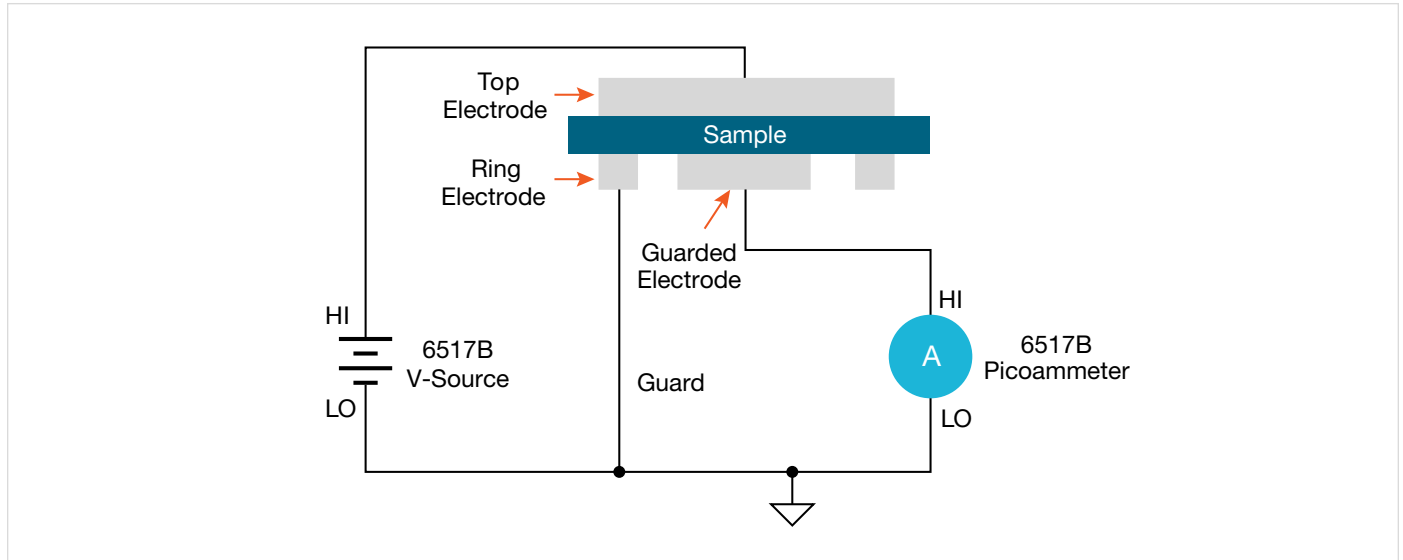 Top
Electrode
Sample
Ring
Electrode
Guarded
Electrode
HI
6517B
V-Source
LO
Guard
HI
A
6517B
Picoammeter
LO